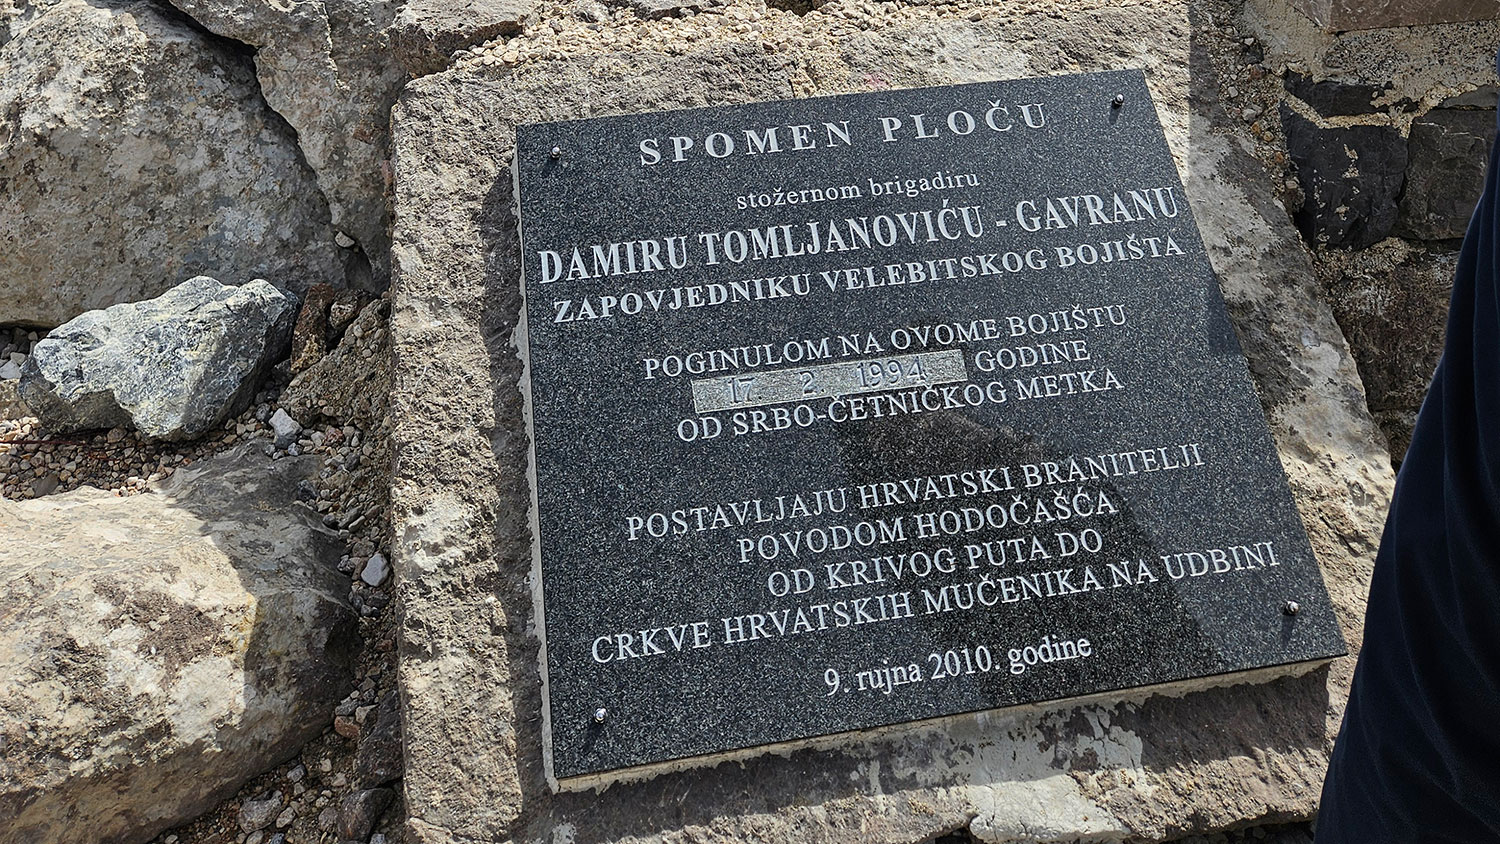 SPOMEN PLOČU
stožernom brigadiru
DAMIRU TOMLJANOVIĆU - GAVRANU
ZAPOVJEDNIKU VELEBITSKOG BOJIŠTA
POGINULOM NA OVOME BOJIŠTU
17 2 1994 GODINE
OD SRBO-ČETNIČKOG METKA
POSTAVLJAJU HRVATSKI BRANITELJI
POVODOM HODOČAŠĆA
OD KRIVOG PUTA DO
CRKVE HRVATSKIH MUČENIKA NA UDBINI
9. rujna 2010. godine